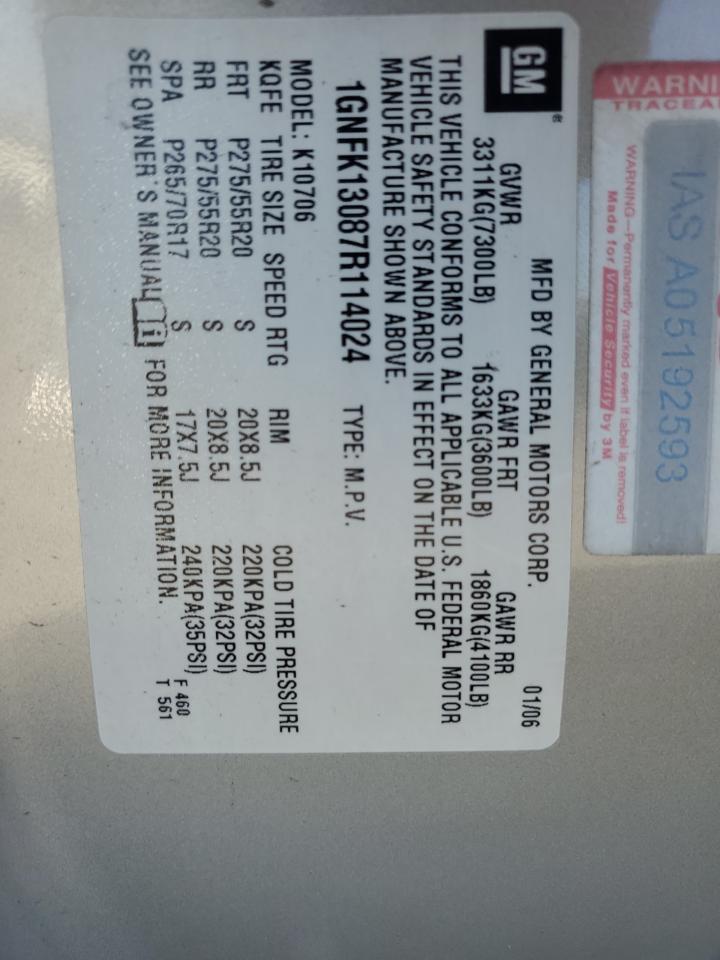 GM
MFD BY GENERAL MOTORS CORP. 01/06
GVWR GAWR FRT GAWR RR
3311KG(7300LB) 1633KG(3600LB) 1860KG(4100LB)
THIS VEHICLE CONFORMS TO ALL APPLICABLE U.S. FEDERAL MOTOR
VEHICLE SAFETY STANDARDS IN EFFECT ON THE DATE OF
MANUFACTURE SHOWN ABOVE.
1GNFK13087R114024 TYPE: M.P.V.
MODEL: K10706
KQFE TIRE SIZE SPEED RTG RIM COLD TIRE PRESSURE
FRT P275/55R20 S 20X8.5J 220KPA(32PSI)
RR P275/55R20 S 20X8.5J 220KPA(32PSI)
SPA P265/70R17 S 17X7.5J 240KPA(35PSI)
SEE OWNER'S MANUAL i FOR MORE INFORMATION.
F 460
T 561
IAS A05192593
WARNING—Permanently marked even if label is removed!
Made for Vehicle Security by 3M